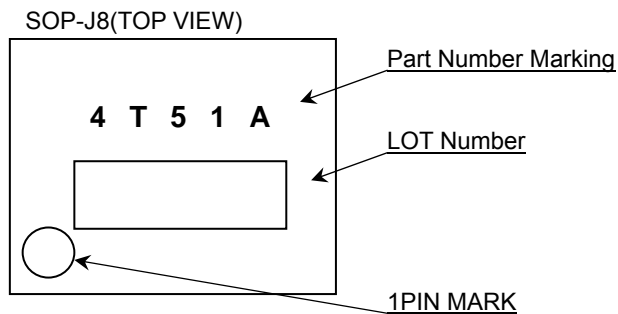 SOP-J8(TOP VIEW)
Part Number Marking
4 T 5 1 A
LOT Number
1PIN MARK